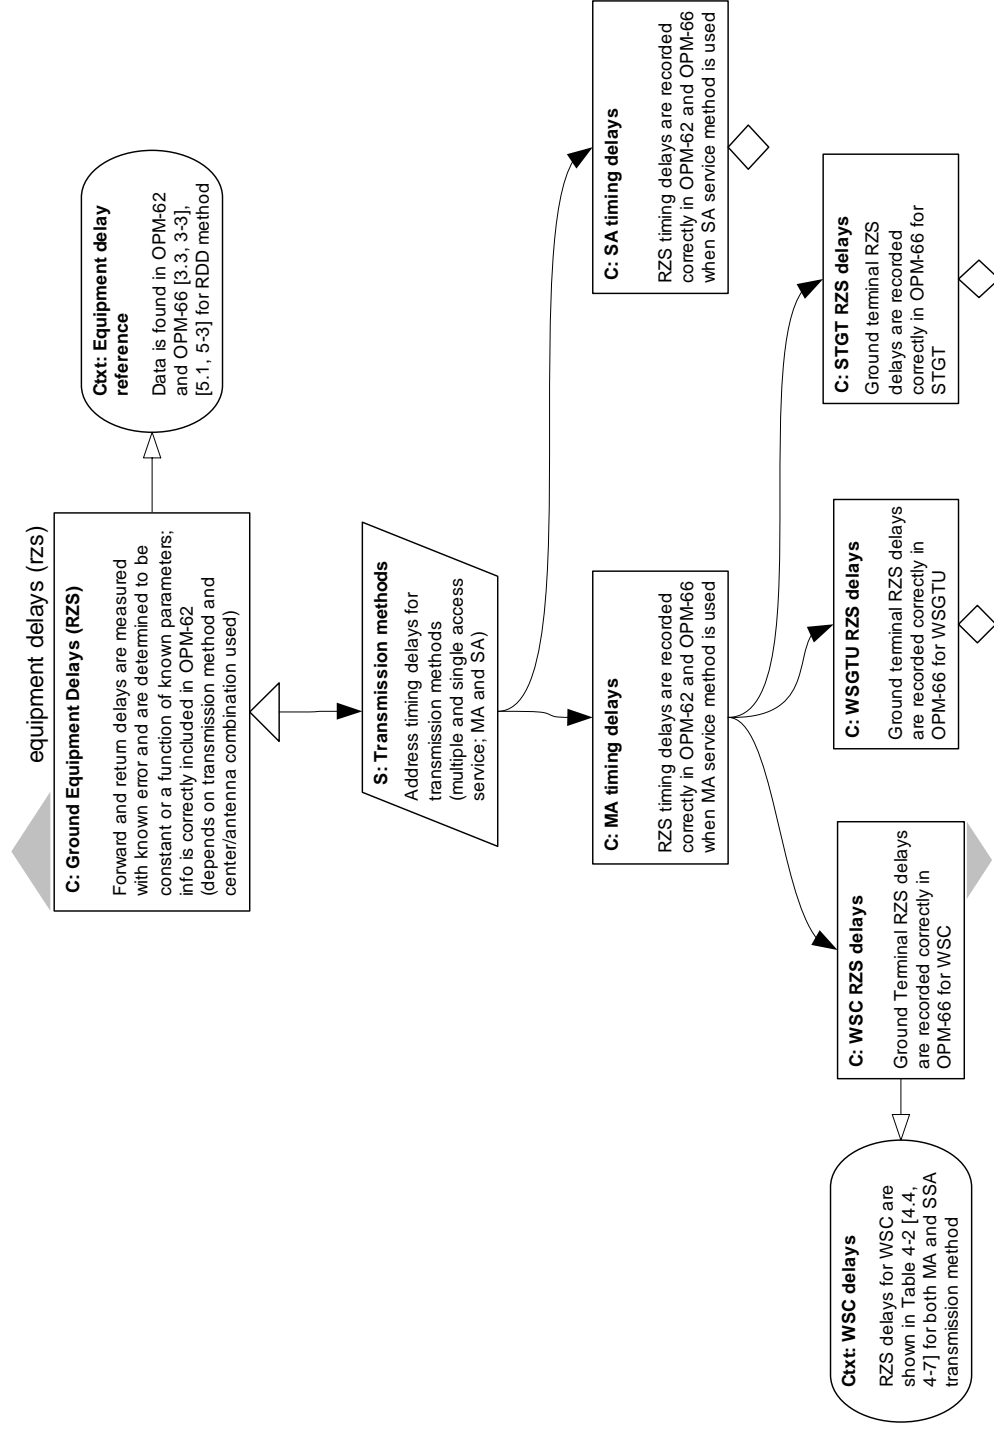 equipment delays (rzs)
C: Ground Equipment Delays (RZS)
Forward and return delays are measured
with known error and are determined to be
constant or a function of known parameters;
info is correctly included in OPM-62
(depends on transmission method and
center/antenna combination used)
Ctxt: Equipment delay
reference
Data is found in OPM-62
and OPM-66 [3.3, 3-3],
[5.1, 5-3] for RDD method
S: Transmission methods
Address timing delays for
transmission methods
(multiple and single access
service; MA and SA)
C: MA timing delays
RZS timing delays are recorded
correctly in OPM-62 and OPM-66
when MA service method is used
C: SA timing delays
RZS timing delays are recorded
correctly in OPM-62 and OPM-66
when SA service method is used
Ctxt: WSC delays
RZS delays for WSC are
shown in Table 4-2 [4.4,
4-7] for both MA and SSA
transmission method
C: WSC RZS delays
Ground Terminal RZS delays
are recorded correctly in
OPM-66 for WSC
C: WSGTU RZS delays
Ground terminal RZS delays
are recorded correctly in
OPM-66 for WSGTU
C: STGT RZS delays
Ground terminal RZS
delays are recorded
correctly in OPM-66 for
STGT